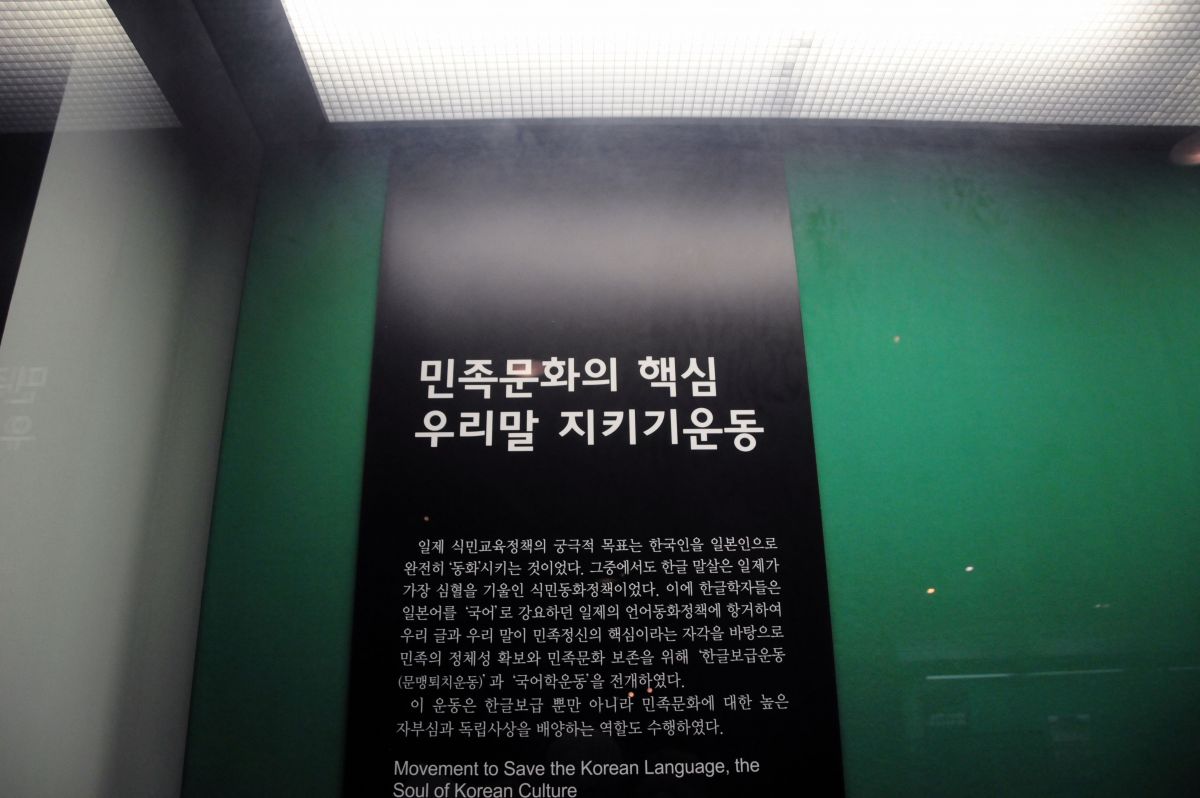 민족문화의 핵심
우리말 지키기운동
일제 식민교육정책의 궁극적 목표는 한국인을 일본인으로
완전히 '동화'시키는 것이었다. 그중에서도 한글 말살은 일제가
가장 심혈을 기울인 식민동화정책이었다. 이에 한글학자들은
일본어를 '국어'로 강요하던 일제의 언어동화정책에 항거하여
우리 글과 우리 말이 민족정신의 핵심이라는 자각을 바탕으로
민족의 정체성 확보와 민족문화 보존을 위해 '한글보급운동
(문맹퇴치운동)'과 '국어학운동'을 전개하였다.
이 운동은 한글보급 뿐만 아니라 민족문화에 대한 높은
자부심과 독립사상을 배양하는 역할도 수행하였다.
Movement to Save the Korean Language, the
Soul of Korean Culture